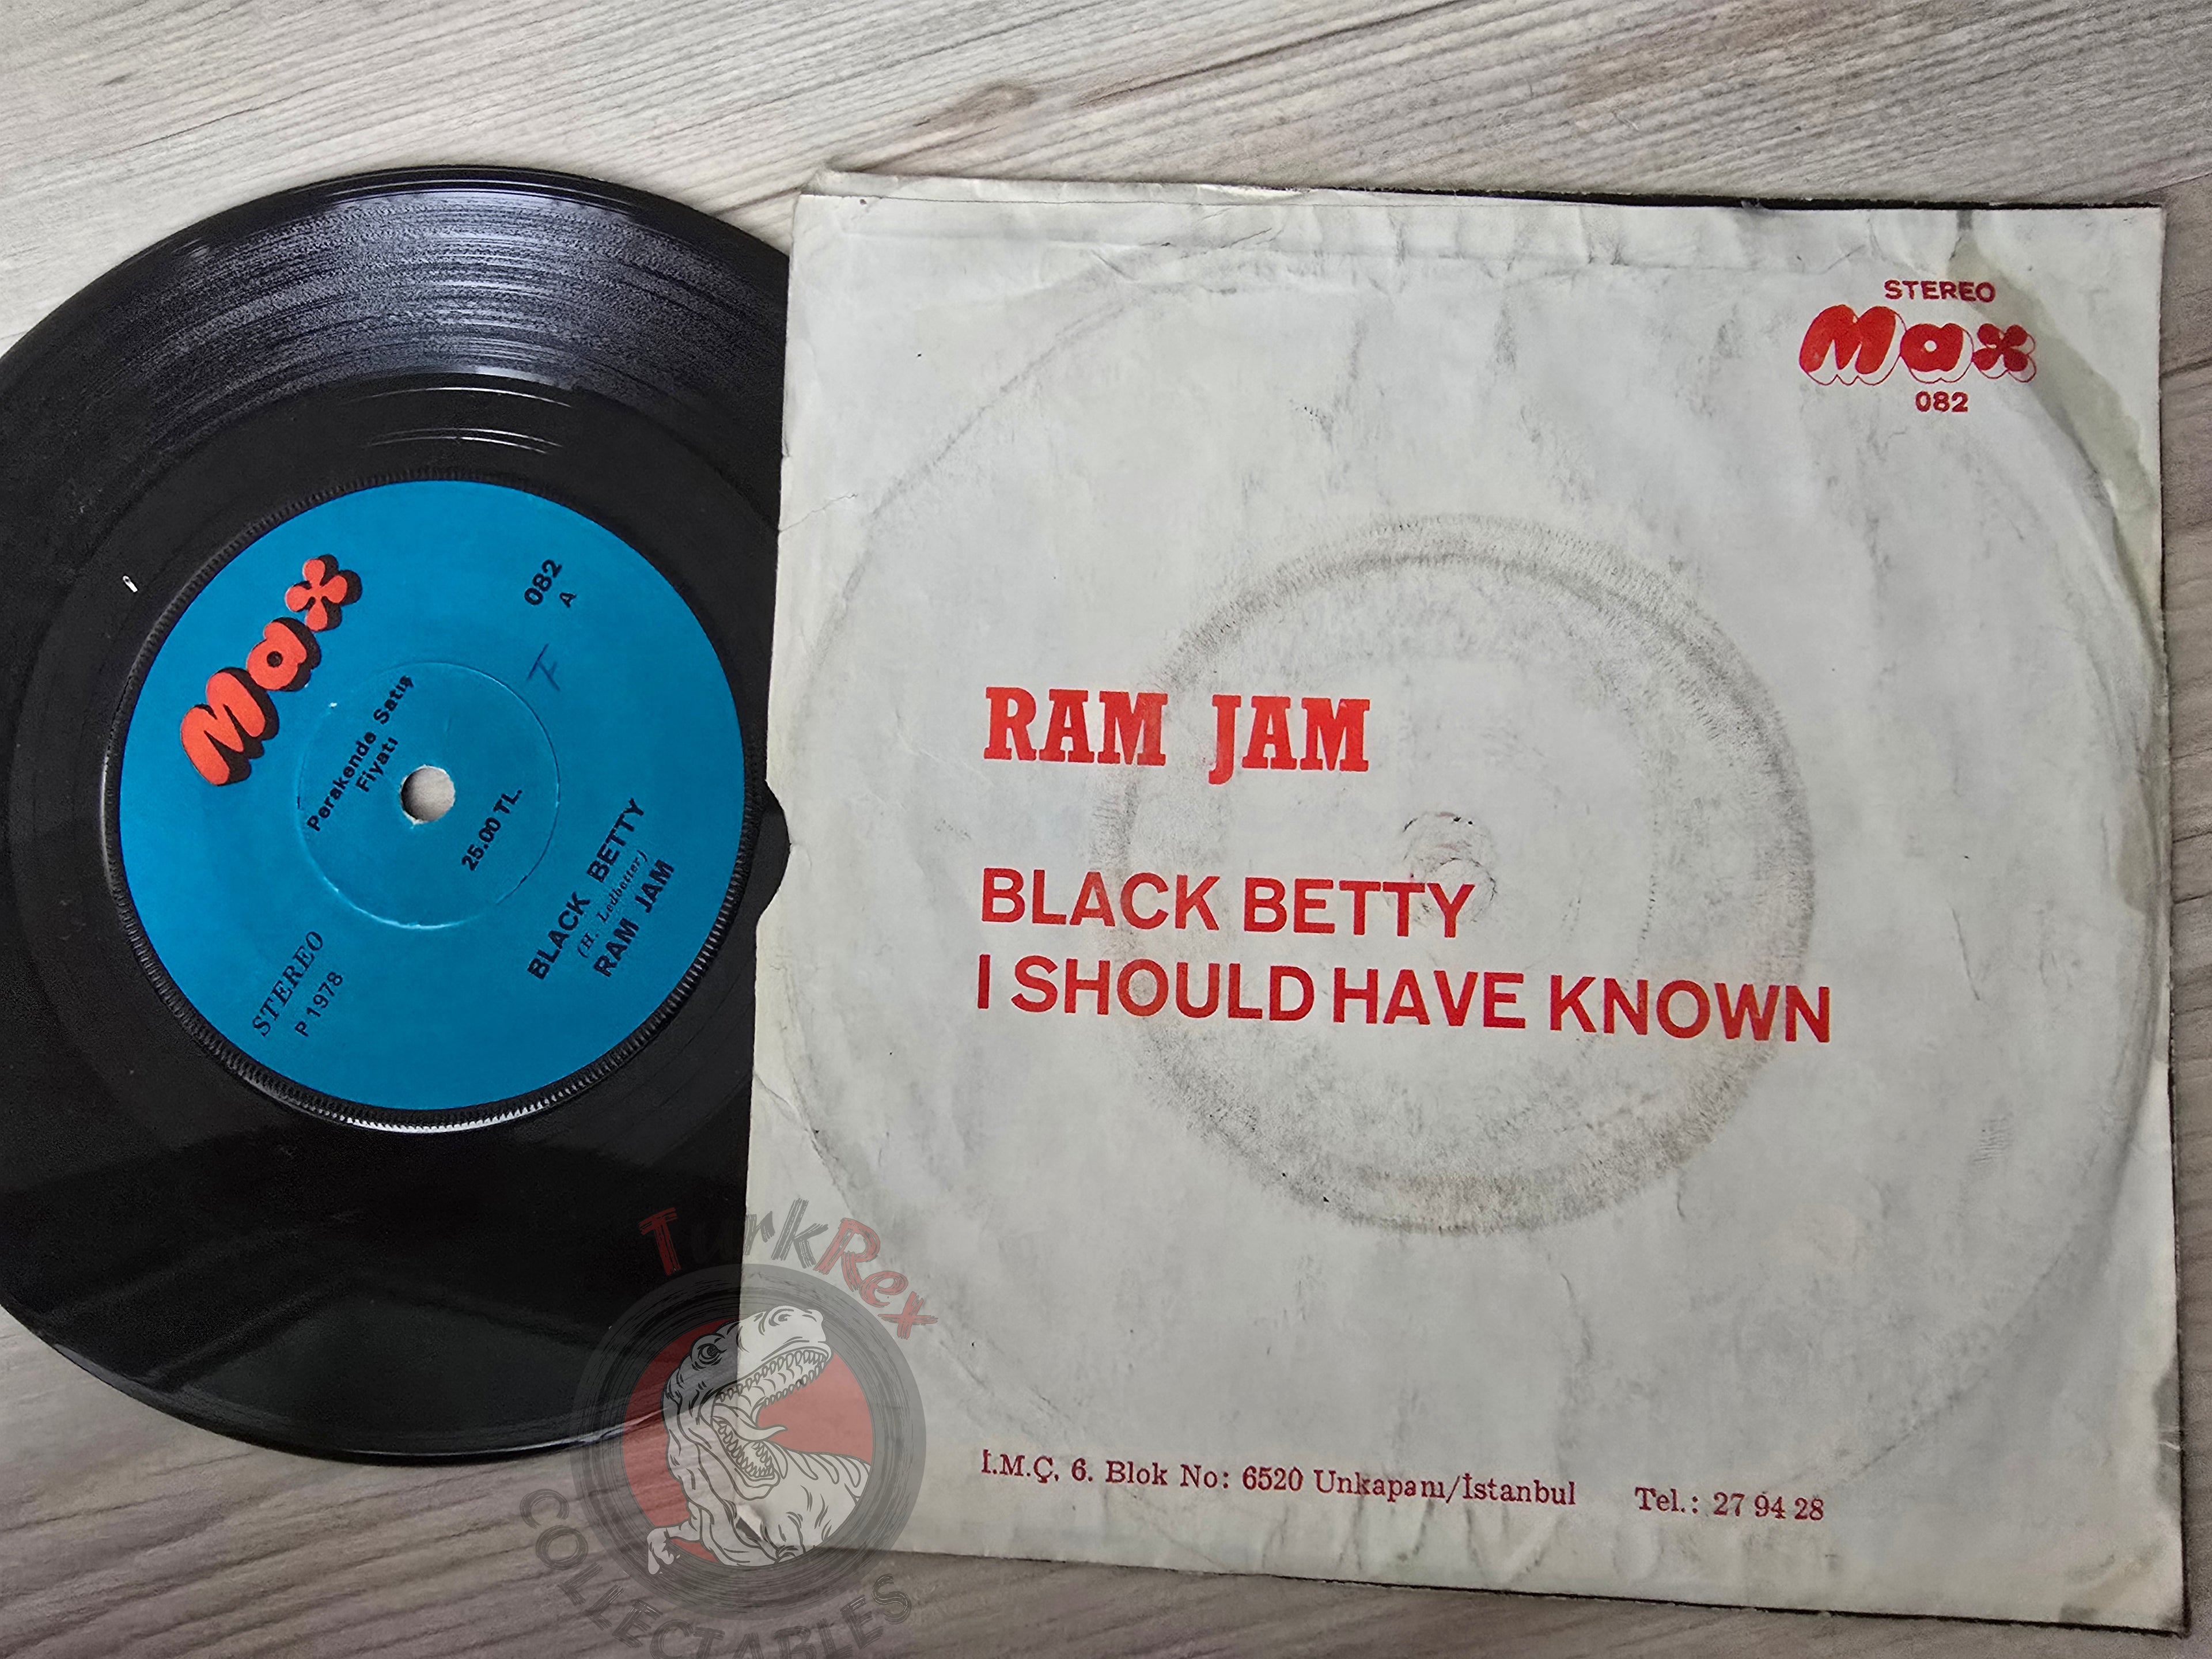 Max
082
A
F
Perakende Satış
Fiyatı
25.00 TL.
STEREO
P 1978
BLACK BETTY
(H. Ledbetter)
RAM JAM
STEREO
Max
082
RAM JAM
BLACK BETTY
I SHOULD HAVE KNOWN
İ.M.Ç. 6. Blok No: 6520 Unkapanı/İstanbul Tel.: 27 94 28
TurkRex
COLLECTABLES